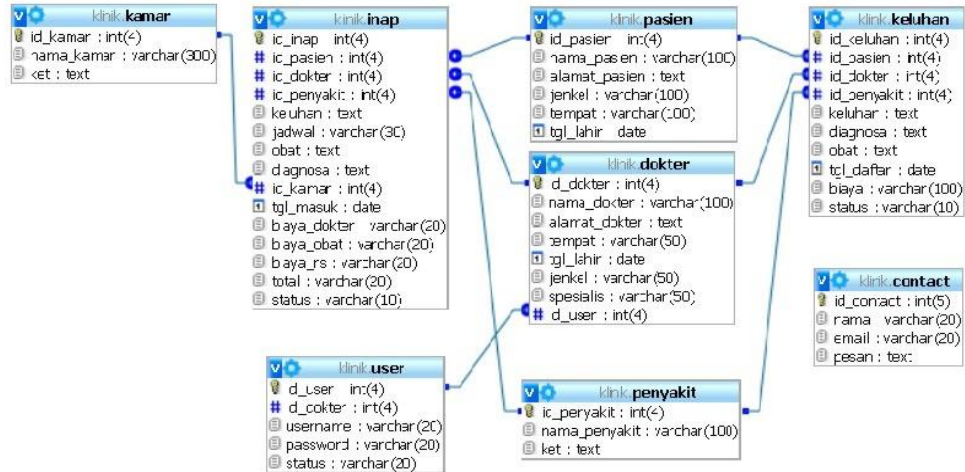 klinik.kamar
id_kamar : int(4)
nama_kamar : varchar(300)
ket : text
klinik.inap
id_inap : int(4)
id_pasien : int(4)
id_dokter : int(4)
id_penyakit : int(4)
keluhan : text
jadwal : varchar(30)
obat : text
diagnosa : text
id_kamar : int(4)
tgl_masuk : date
biaya_dokter : varchar(20)
biaya_obat : varchar(20)
biaya_rs : varchar(20)
total : varchar(20)
status : varchar(10)
klinik.pasien
id_pasien : int(4)
nama_pasien : varchar(100)
alamat_pasien : text
jenkel : varchar(100)
tempat : varchar(100)
tgl_lahir : date
klinik.keluhan
id_keluhan : int(4)
id_pasien : int(4)
id_dokter : int(4)
id_penyakit : int(4)
keluhan : text
diagnosa : text
obat : text
tgl_daftar : date
biaya : varchar(100)
status : varchar(10)
klinik.dokter
id_dokter : int(4)
nama_dokter : varchar(100)
alamat_dokter : text
tempat : varchar(50)
tgl_lahir : date
jenkel : varchar(50)
spesialis : varchar(50)
id_user : int(4)
klinik.contact
id_contact : int(5)
nama : varchar(20)
email : varchar(20)
pesan : text
klinik.user
id_user : int(4)
id_dokter : int(4)
username : varchar(20)
password : varchar(20)
status : varchar(20)
klinik.penyakit
id_penyakit : int(4)
nama_penyakit : varchar(100)
ket : text